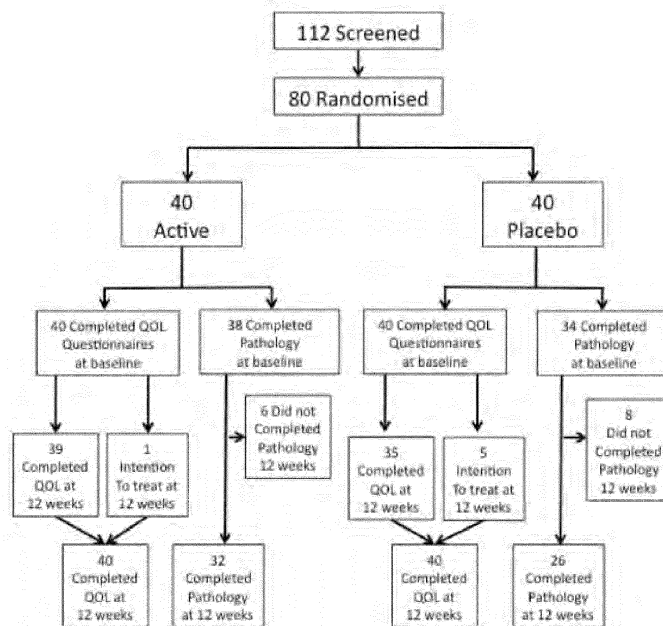 112 Screened
80 Randomised
40
Active
40
Placebo
40 Completed QOL
Questionnaires
at baseline
38 Completed
Pathology
at baseline
40 Completed QOL
Questionnaires
at baseline
34 Completed
Pathology
at baseline
6 Did not
Completed
Pathology
12 weeks
8
Did not
Completed
Pathology
12 weeks
39
Completed
QOL at
12 weeks
1
Intention
To treat at
12 weeks
35
Completed
QOL at
12 weeks
5
Intention
To treat at
12 weeks
40
Completed
QOL at
12 weeks
32
Completed
Pathology
at 12 weeks
40
Completed
QOL at
12 weeks
26
Completed
Pathology
at 12 weeks